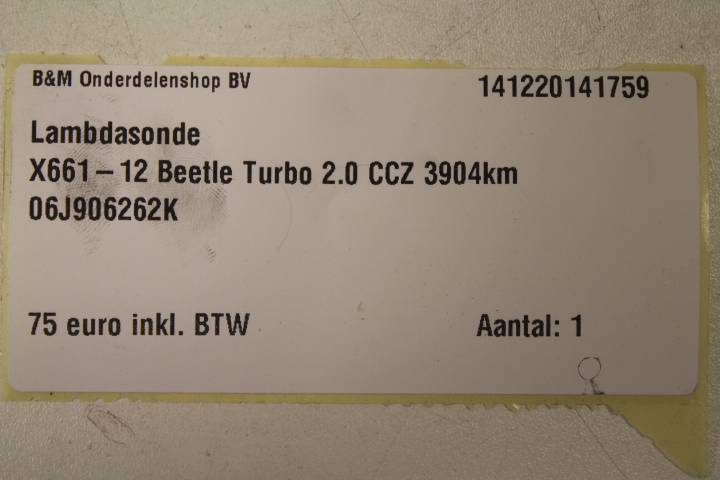 B&M Onderdelenshop BV 141220141759
Lambdasonde
X661-12 Beetle Turbo 2.0 CCZ 3904km
06J906262K
75 euro inkl. BTW Aantal: 1